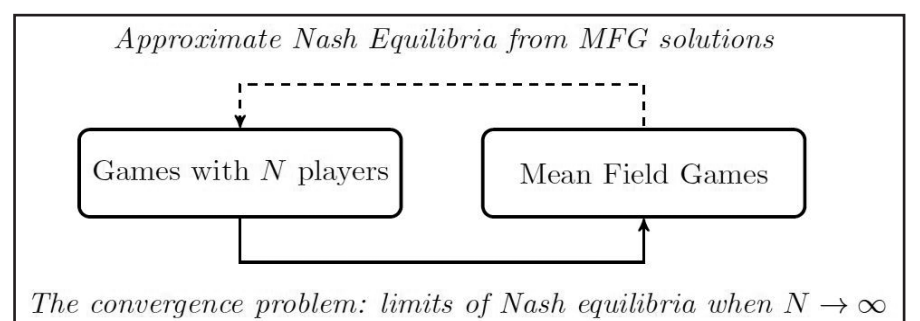 Approximate Nash Equilibria from MFG solutions
Games with N players
Mean Field Games
The convergence problem: limits of Nash equilibria when N → ∞